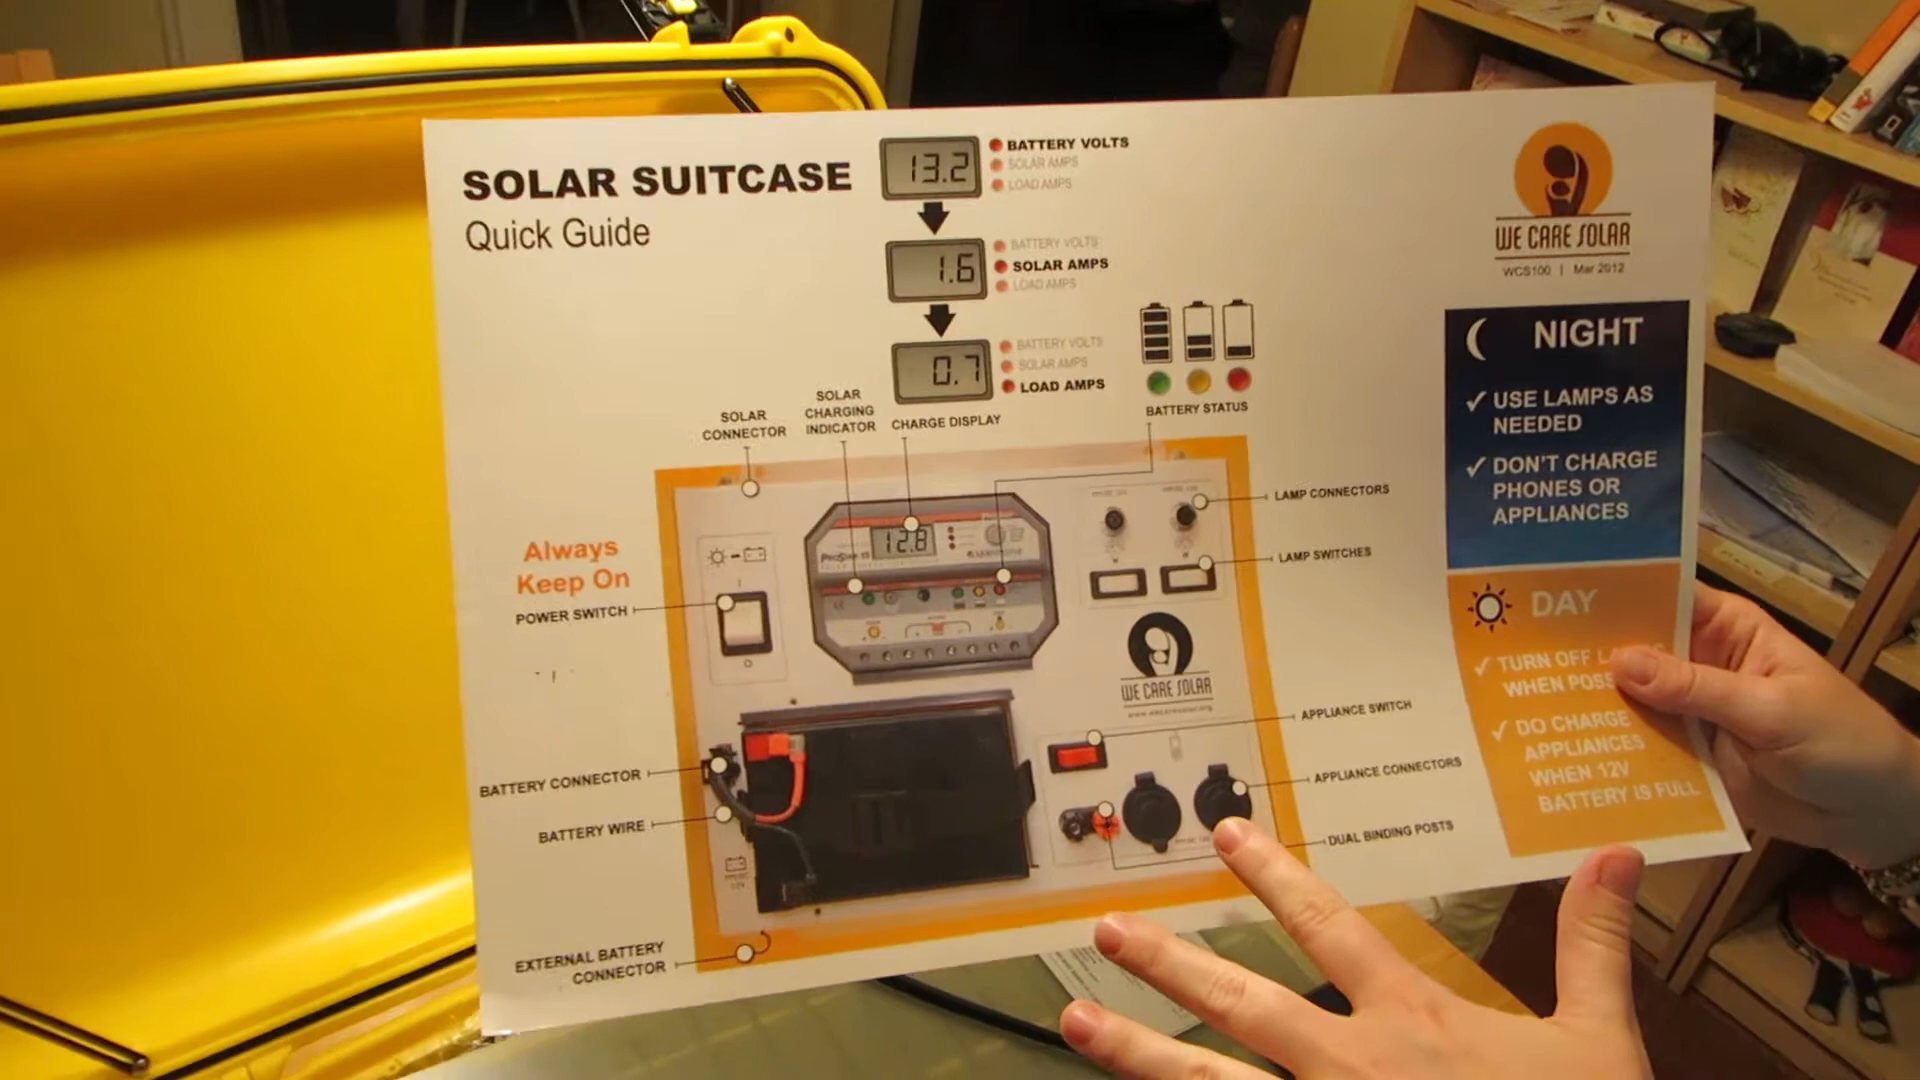 SOLAR SUITCASE
Quick Guide
13.2
BATTERY VOLTS
SOLAR AMPS
LOAD AMPS
1.6
BATTERY VOLTS
SOLAR AMPS
LOAD AMPS
0.7
BATTERY VOLTS
SOLAR AMPS
LOAD AMPS
WE CARE SOLAR
WCS100 | Mar 2012
SOLAR
CONNECTOR
SOLAR
CHARGING
INDICATOR
CHARGE DISPLAY
BATTERY STATUS
Always
Keep On
POWER SWITCH
BATTERY CONNECTOR
BATTERY WIRE
EXTERNAL BATTERY
CONNECTOR
12.8
LAMP CONNECTORS
LAMP SWITCHES
WE CARE SOLAR
www.wecaresolar.org
APPLIANCE SWITCH
APPLIANCE CONNECTORS
DUAL BINDING POSTS
NIGHT
✓ USE LAMPS AS
NEEDED
✓ DON'T CHARGE
PHONES OR
APPLIANCES
DAY
✓ TURN OFF
WHEN
✓ DO CHARGE
APPLIANCES
WHEN 12V
BATTERY IS FULL